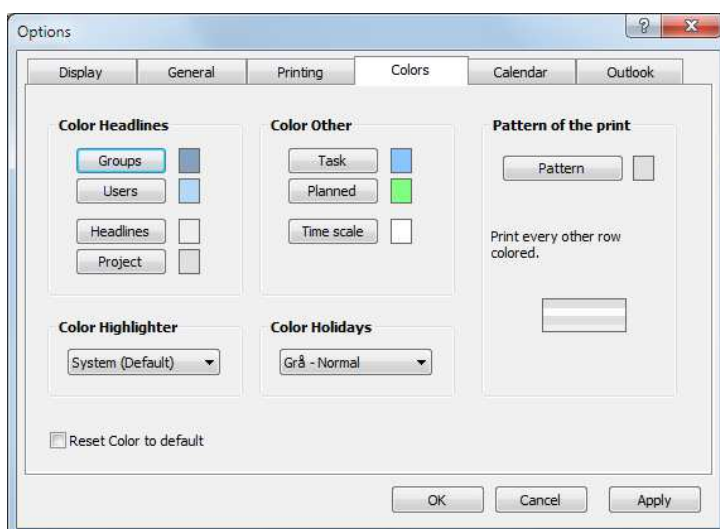 Options
Display General Printing Colors Calendar Outlook
Color Headlines
Groups
Users
Headlines
Project
Color Other
Task
Planned
Time scale
Pattern of the print
Pattern
Print every other row
colored.
Color Highlighter
System (Default)
Color Holidays
Grå - Normal
Reset Color to default
OK Cancel Apply